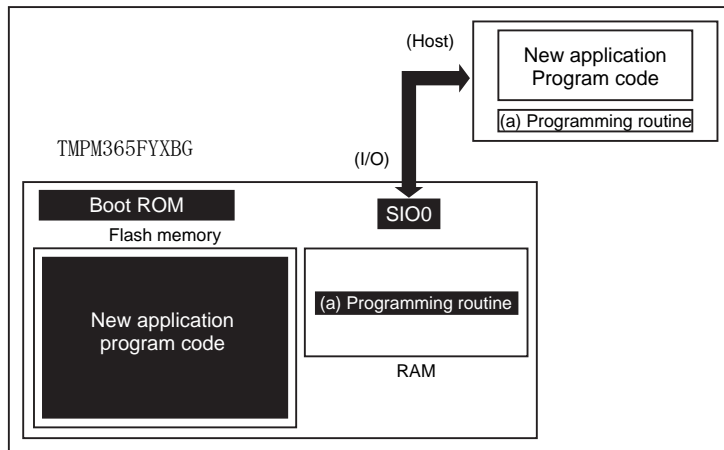 (Host)
New application
Program code
(a) Programming routine
TMPM365FYXBG
(I/O)
Boot ROM
SIO0
Flash memory
New application
program code
(a) Programming routine
RAM